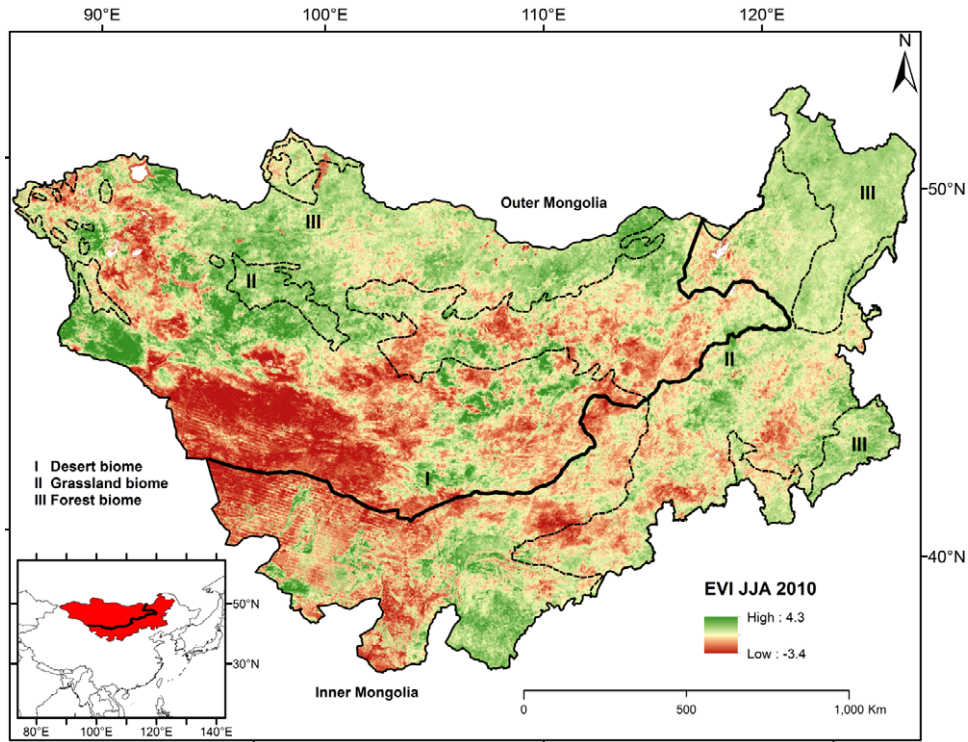 90°E 100°E 110°E 120°E
N
III
III
50°N
Outer Mongolia
II
II
III
I
I Desert biome
II Grassland biome
III Forest biome
40°N
EVI JJA 2010
High : 4.3
Low : -3.4
50°N
30°N
Inner Mongolia
0 500 1,000 Km
80°E 100°E 120°E 140°E